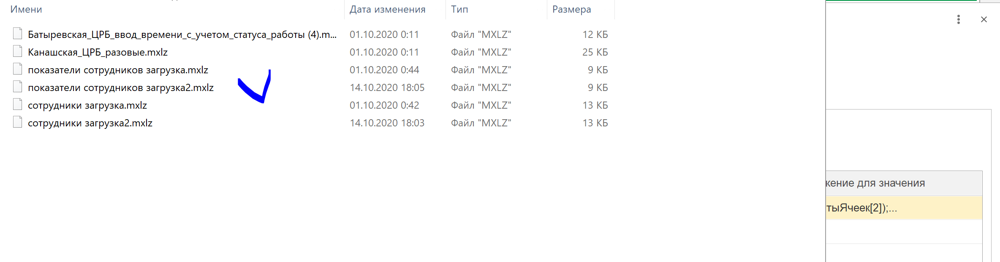 Имени Дата изменения Тип Размера
Батыревская_ЦРБ_ввод_времени_с_учетом_статуса_работы (4).m... 01.10.2020 0:11 Файл "MXLZ" 12 КБ
Канашская_ЦРБ_разовые.mxlz 01.10.2020 0:11 Файл "MXLZ" 25 КБ
показатели сотрудников загрузка.mxlz 01.10.2020 0:44 Файл "MXLZ" 9 КБ
показатели сотрудников загрузка2.mxlz 14.10.2020 18:05 Файл "MXLZ" 9 КБ
сотрудники загрузка.mxlz 01.10.2020 0:42 Файл "MXLZ" 13 КБ
сотрудники загрузка2.mxlz 14.10.2020 18:03 Файл "MXLZ" 13 КБ
жение для значения
тыЯчеек[2]);...